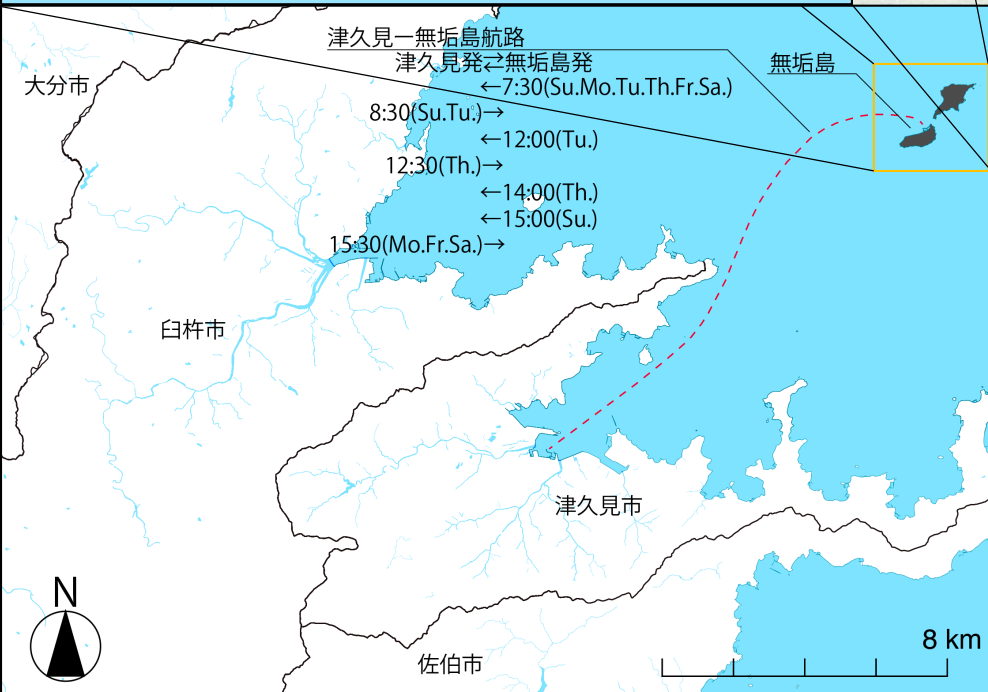 津久見ー無垢島航路
津久見発⇄無垢島発
無垢島
大分市
←7:30(Su.Mo.Tu.Th.Fr.Sa.)
8:30(Su.Tu.)→
←12:00(Tu.)
12:30(Th.)→
←14:00(Th.)
←15:00(Su.)
15:30(Mo.Fr.Sa.)→
臼杵市
津久見市
N
8 km
佐伯市